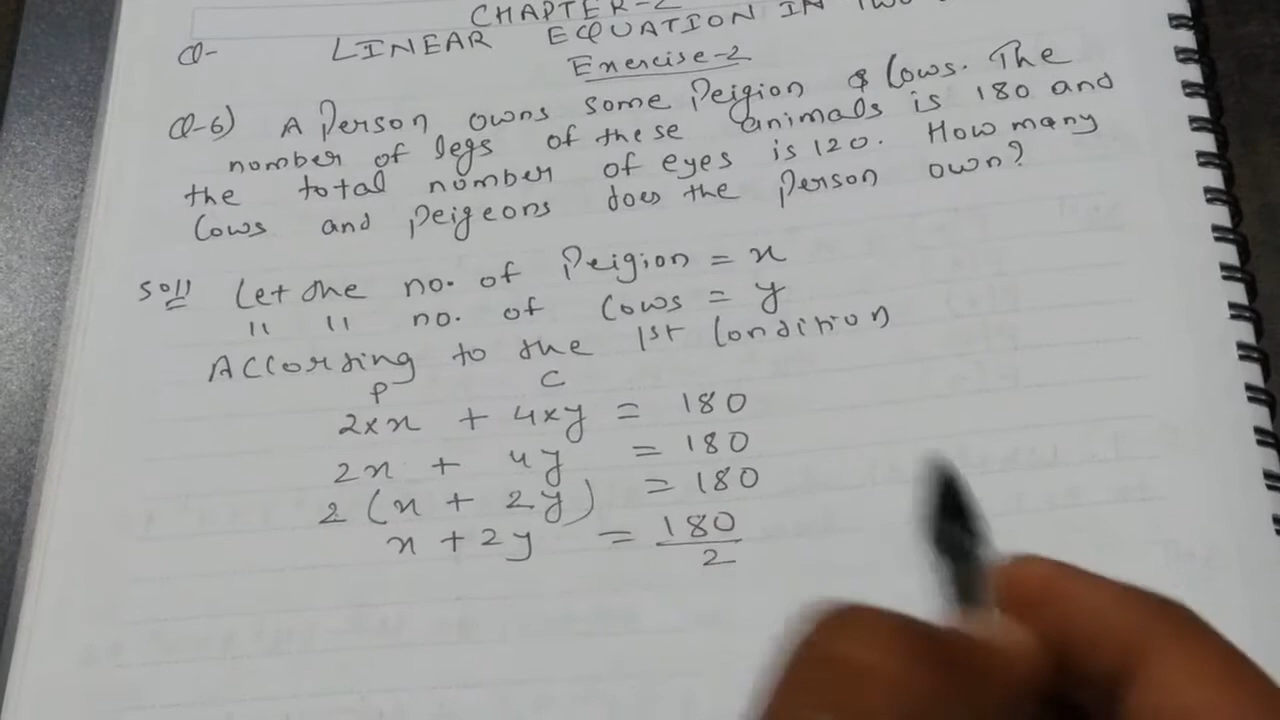 CHAPTER-2
Q- LINEAR EQUATION IN TWO
Exercise-2
Q-6) A Person owns some Peigion & Cows. The
number of legs of these animals is 180 and
the total number of eyes is 120. How many
Cows and Peigeons does the Person own?
Soll Let the no. of Peigion = x
" " no. of Cows = y
According to the 1st Condition
P C
2×x + 4×y = 180
2x + 4y = 180
2 (x + 2y) = 180
x + 2y = 180/2